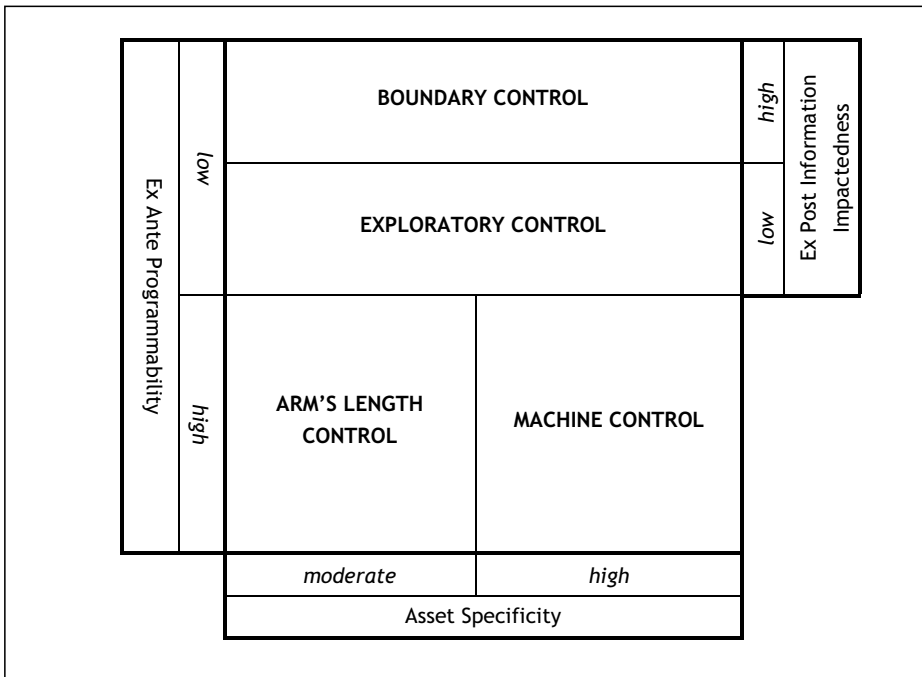 BOUNDARY CONTROL
high
Ex Ante Programmability
low
EXPLORATORY CONTROL
low
Ex Post Information
Impactedness
high
ARM’S LENGTH
CONTROL
MACHINE CONTROL
moderate
high
Asset Specificity